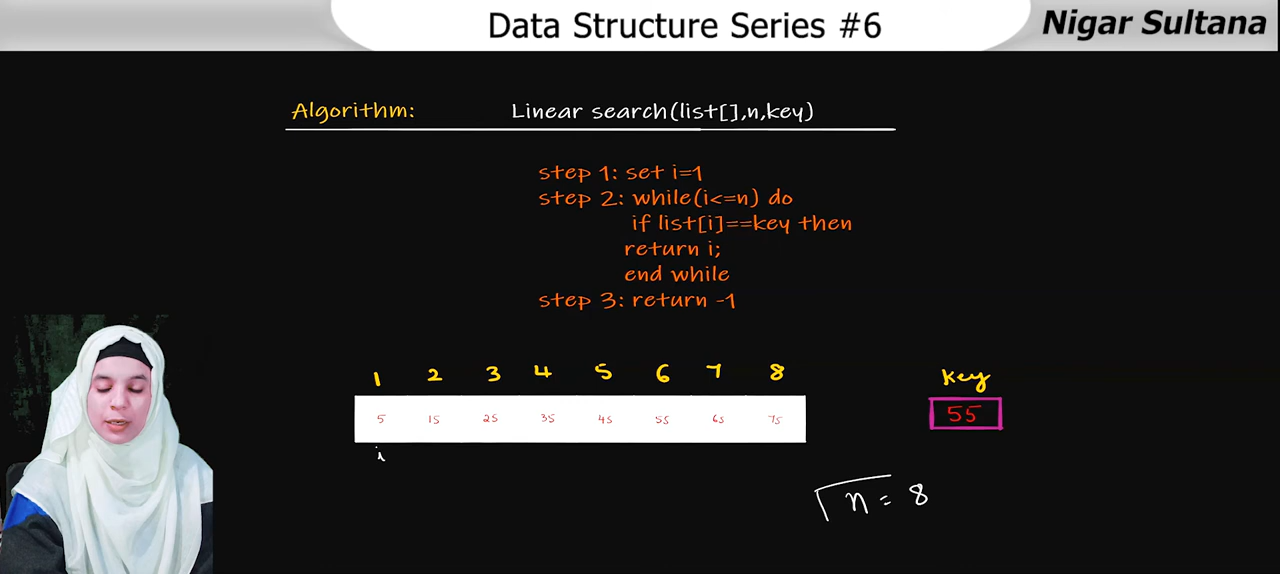 Data Structure Series #6
Nigar Sultana
Algorithm: Linear search(list[],n,key)
step 1: set i=1
step 2: while(i<=n) do
if list[i]==key then
return i;
end while
step 3: return -1
1 2 3 4 5 6 7 8
key
5 15 25 35 45 55 65 75
55
i
n = 8